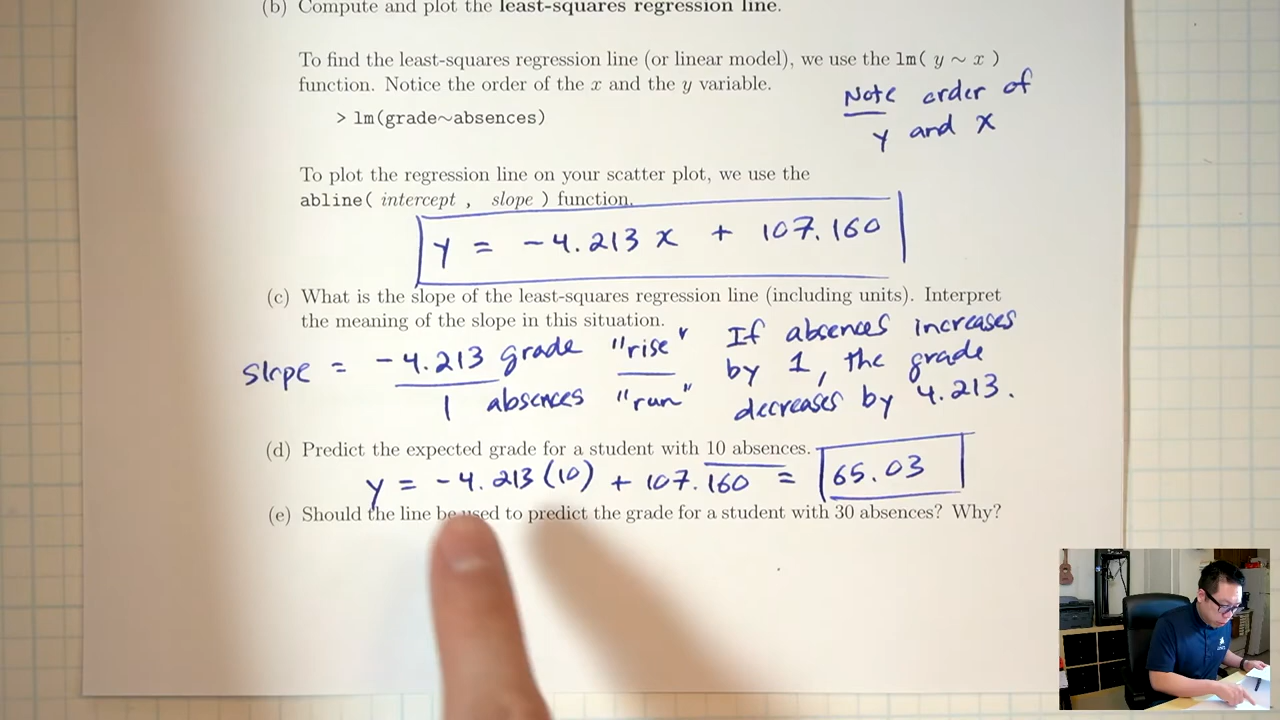 (b) Compute and plot the least-squares regression line.
To find the least-squares regression line (or linear model), we use the lm( y ~ x )
function. Notice the order of the x and the y variable.
Note order of
y and x
> lm(grade~absences)
To plot the regression line on your scatter plot, we use the
abline( intercept , slope ) function.
y = -4.213 x + 107.160
(c) What is the slope of the least-squares regression line (including units). Interpret
the meaning of the slope in this situation.
slope = -4.213 grade "rise"
1 absences "run"
If absences increases
by 1, the grade
decreases by 4.213.
(d) Predict the expected grade for a student with 10 absences.
y = -4.213 (10) + 107.160 = 65.03
(e) Should the line be used to predict the grade for a student with 30 absences? Why?